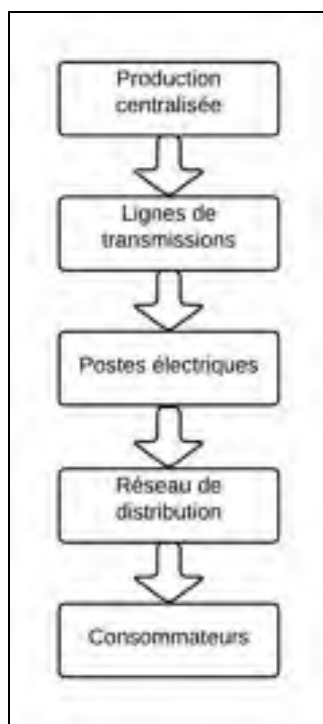 Production
centralisée
Lignes de
transmissions
Postes électriques
Réseau de
distribution
Consommateurs